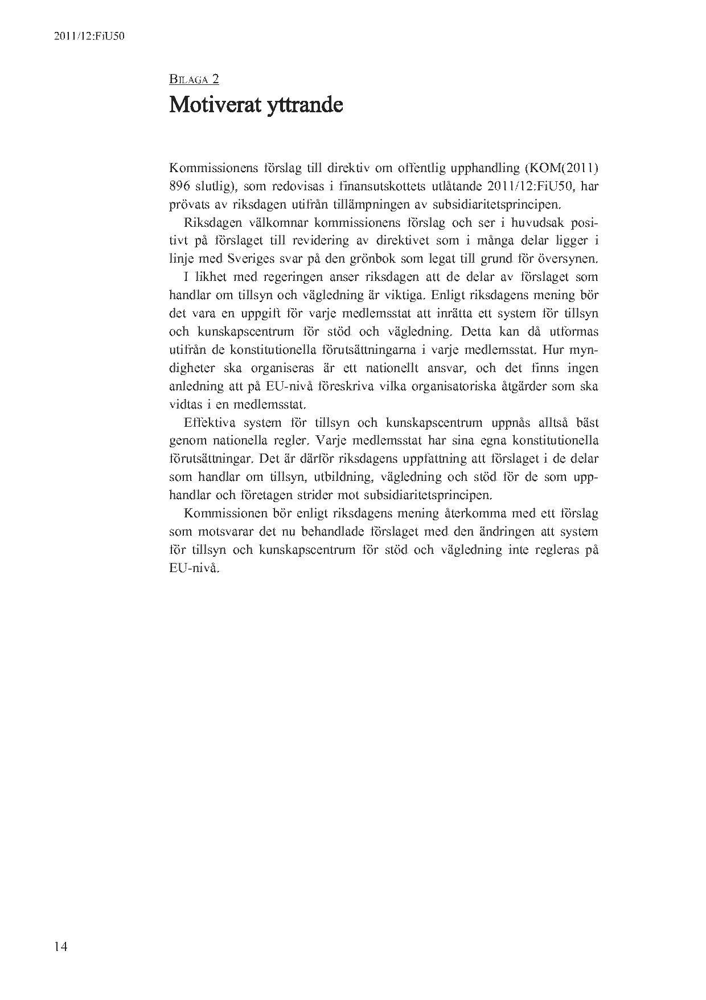 2011/12:FiU50
BILAGA 2
Motiverat yttrande
Kommissionens förslag till direktiv om offentlig upphandling (KOM(2011)
896 slutlig), som redovisas i finansutskottets utlåtande 2011/12:FiU50, har
prövats av riksdagen utifrån tillämpningen av subsidiaritetsprincipen.
Riksdagen välkomnar kommissionens förslag och ser i huvudsak posi-
tivt på förslaget till revidering av direktivet som i många delar ligger i
linje med Sveriges svar på den grönbok som legat till grund för översynen.
I likhet med regeringen anser riksdagen att de delar av förslaget som
handlar om tillsyn och vägledning är viktiga. Enligt riksdagens mening bör
det vara en uppgift för varje medlemsstat att inrätta ett system för tillsyn
och kunskapscentrum för stöd och vägledning. Detta kan då utformas
utifrån de konstitutionella förutsättningarna i varje medlemsstat. Hur myn-
digheter ska organiseras är ett nationellt ansvar, och det finns ingen
anledning att på EU-nivå föreskriva vilka organisatoriska åtgärder som ska
vidtas i en medlemsstat.
Effektiva system för tillsyn och kunskapscentrum uppnås alltså bäst
genom nationella regler. Varje medlemsstat har sina egna konstitutionella
förutsättningar. Det är därför riksdagens uppfattning att förslaget i de delar
som handlar om tillsyn, utbildning, vägledning och stöd för de som upp-
handlar och företagen strider mot subsidiaritetsprincipen.
Kommissionen bör enligt riksdagens mening återkomma med ett förslag
som motsvarar det nu behandlade förslaget med den ändringen att system
för tillsyn och kunskapscentrum för stöd och vägledning inte regleras på
EU-nivå.
14